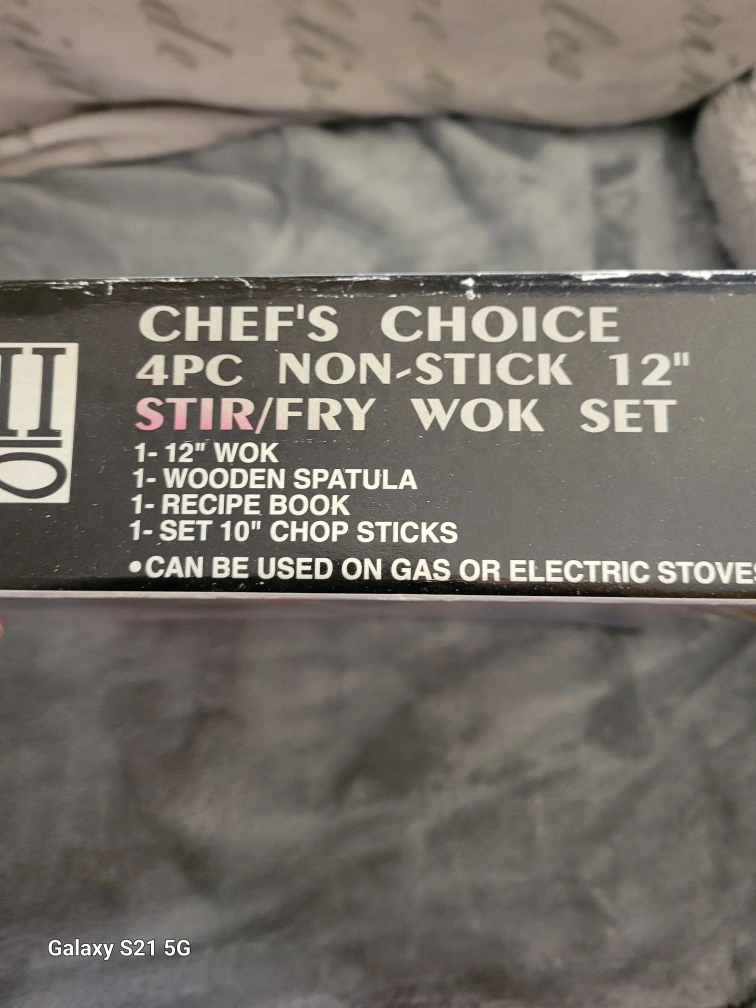 CHEF'S CHOICE
4PC NON-STICK 12"
STIR/FRY WOK SET
1- 12" WOK
1- WOODEN SPATULA
1- RECIPE BOOK
1- SET 10" CHOP STICKS
•CAN BE USED ON GAS OR ELECTRIC STOVES
Galaxy S21 5G